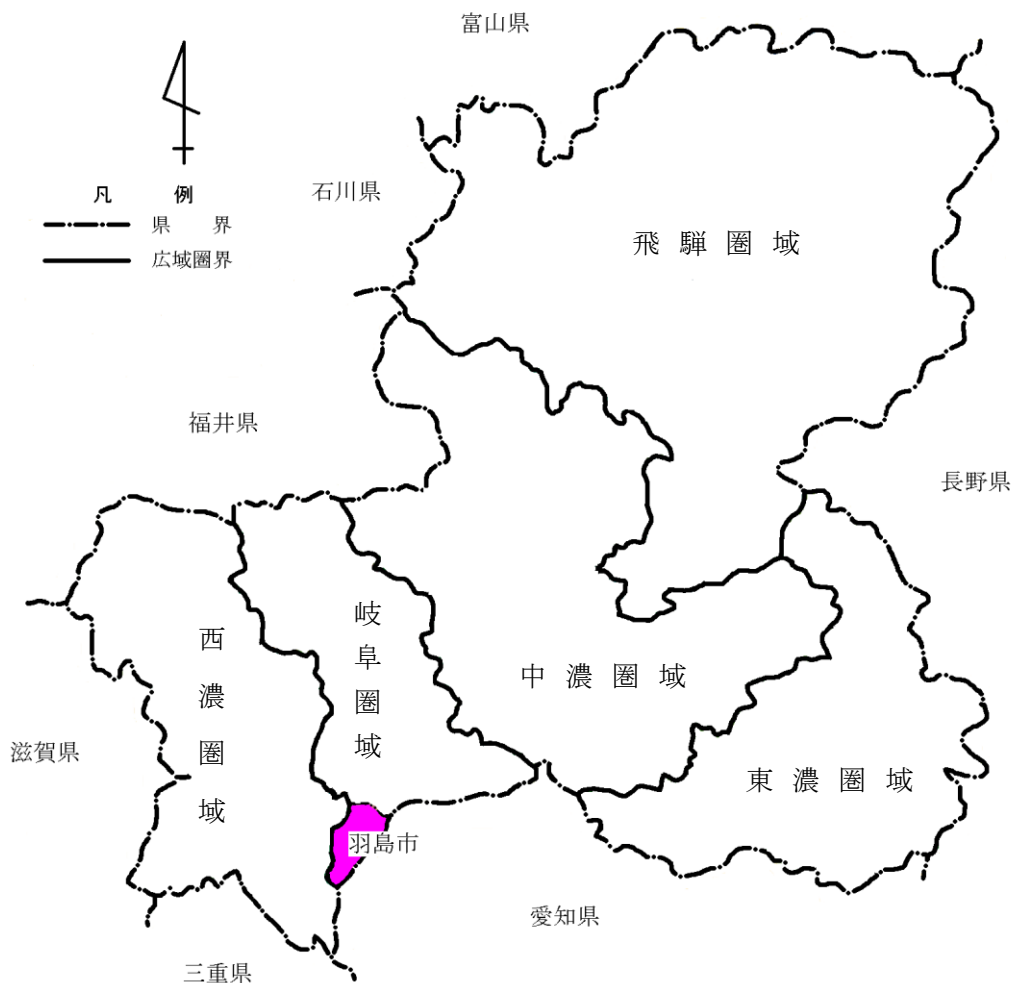 富山県
石川県
凡 例
県 界
広域圏界
飛騨圏域
福井県
長野県
岐阜圏域
西濃圏域
中濃圏域
滋賀県
東濃圏域
羽島市
愛知県
三重県